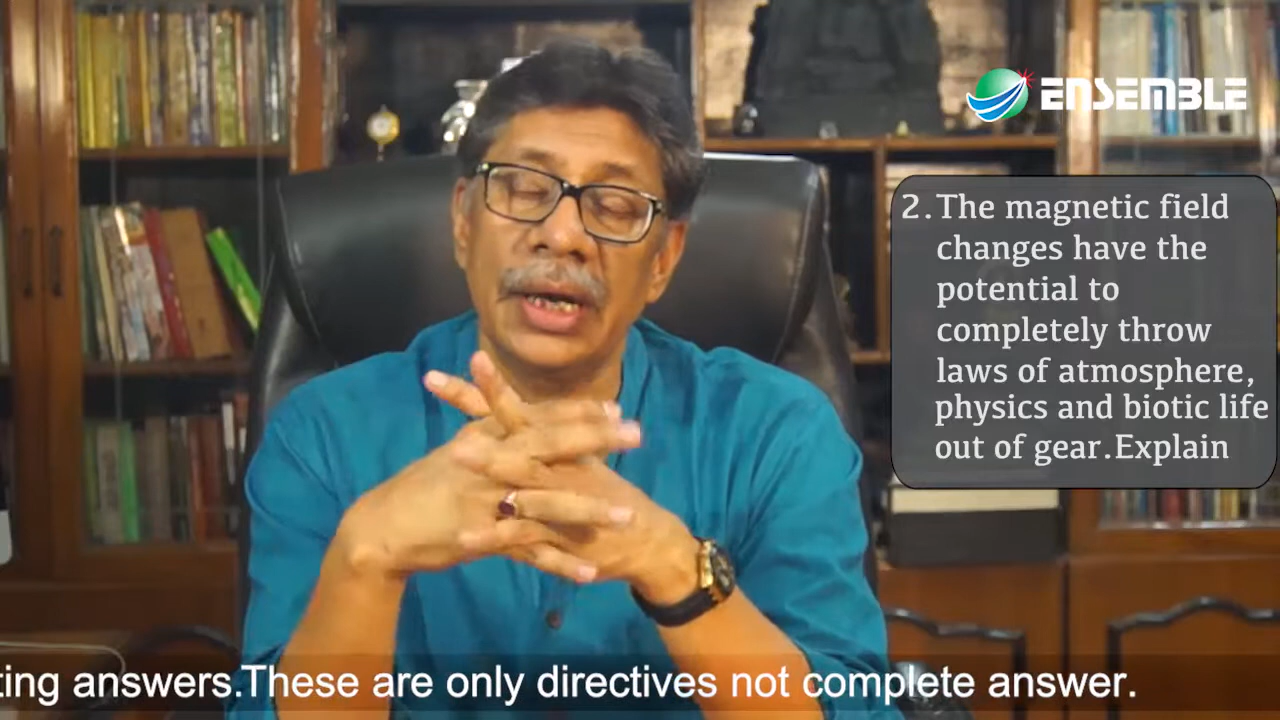 ENSEMBLE
2.The magnetic field
changes have the
potential to
completely throw
laws of atmosphere,
physics and biotic life
out of gear.Explain
ting answers.These are only directives not complete answer.